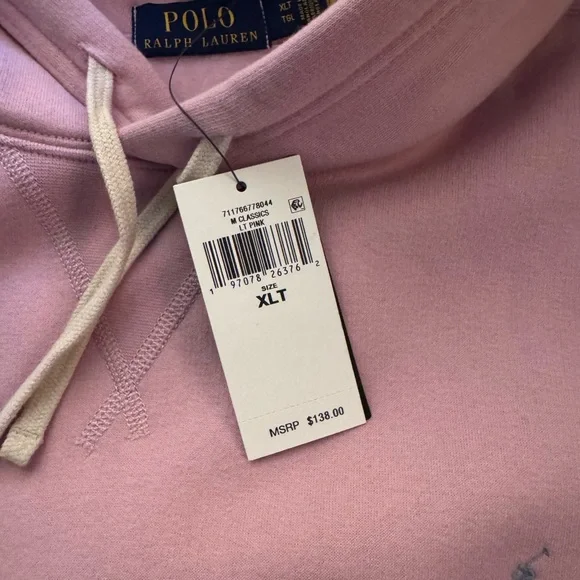 POLO
RALPH LAUREN
XLT
TGL
711766778044
M CLASSICS
LT PINK
1 97078 26376 2
SIZE
XLT
MSRP $138.00